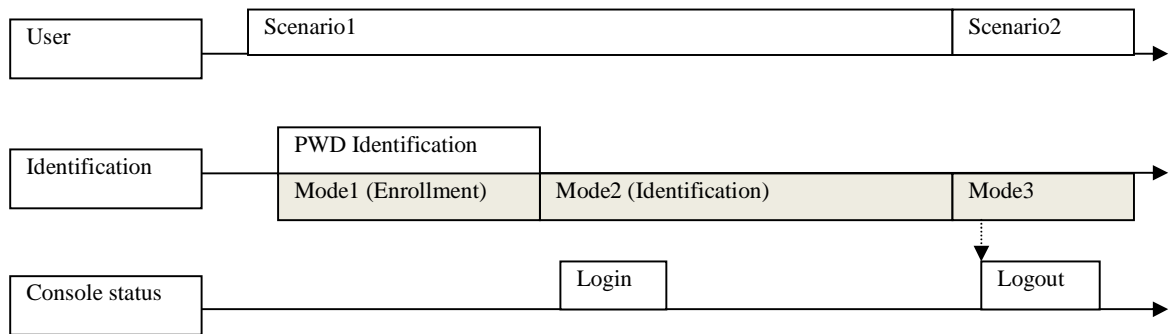 User
Scenario1
Scenario2
Identification
PWD Identification
Mode1 (Enrollment)
Mode2 (Identification)
Mode3
Console status
Login
Logout